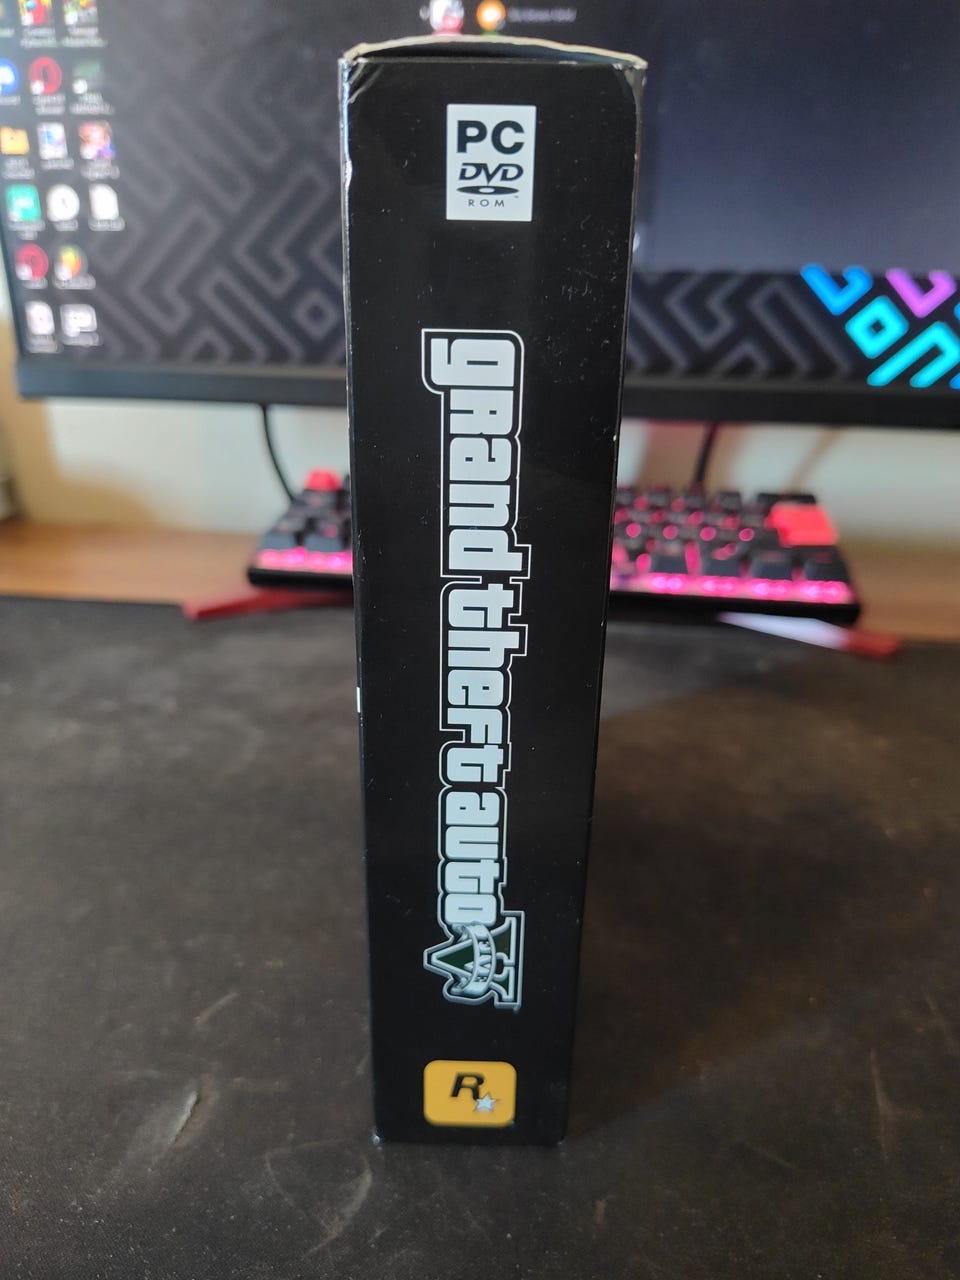 PC
DVD
ROM
grand theft auto
V
FIVE
R